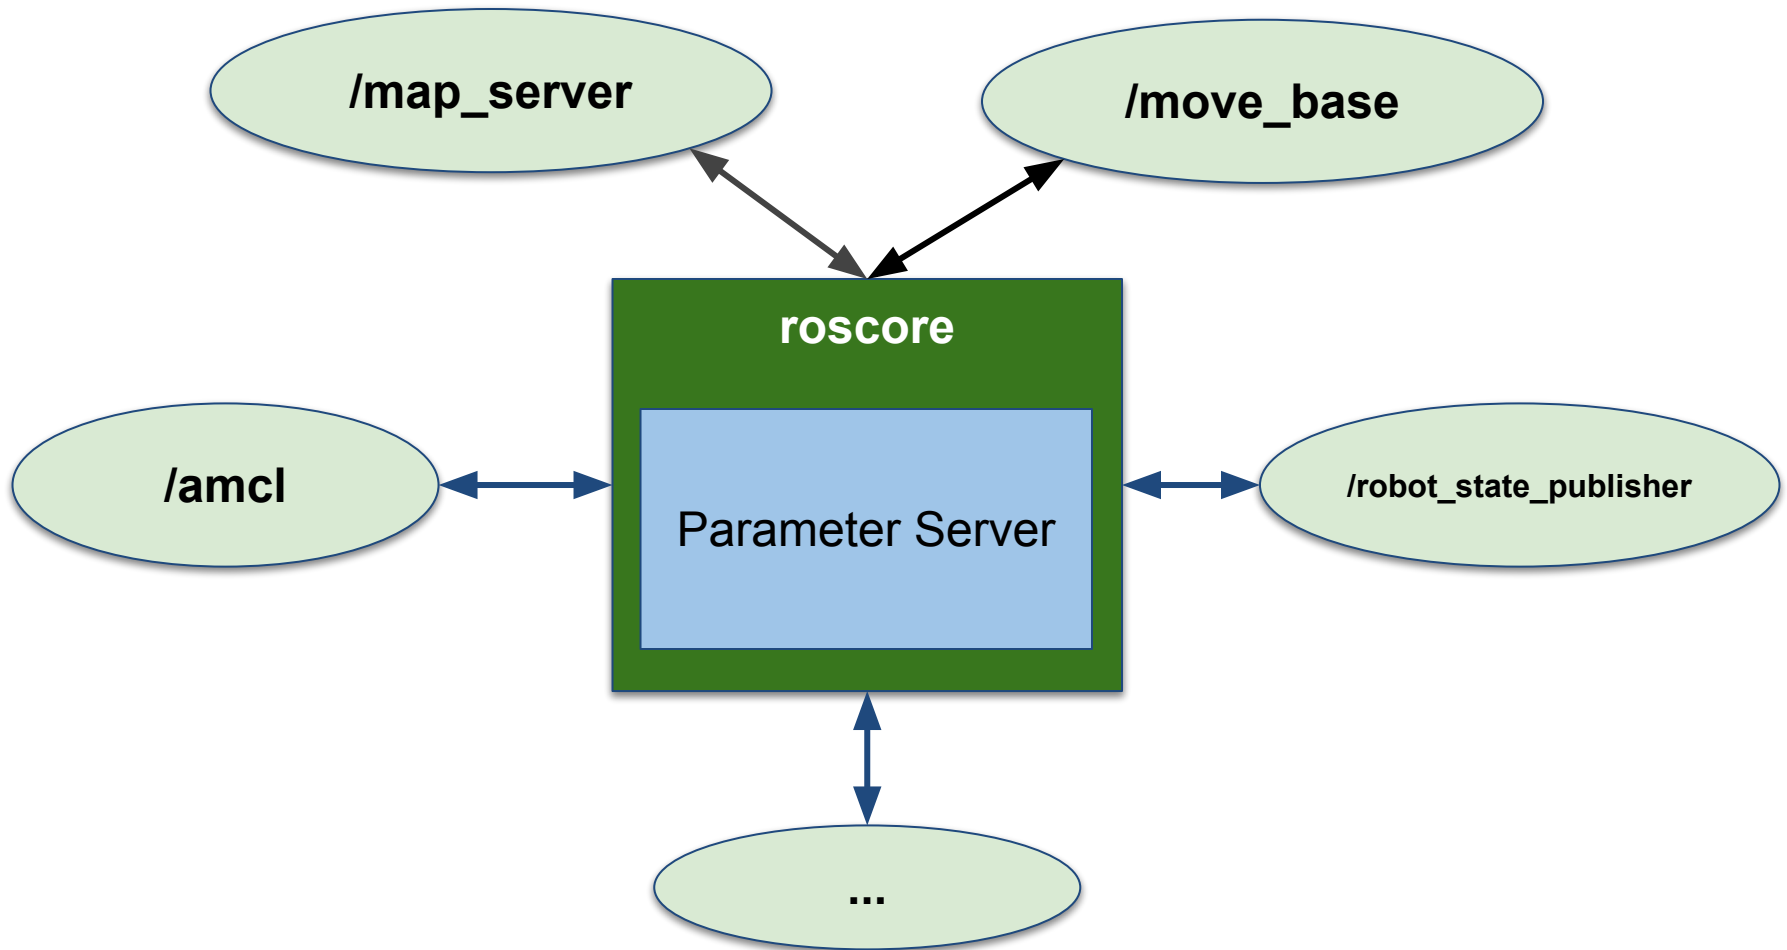 /map_server
/move_base
roscore
/amcl
Parameter Server
/robot_state_publisher
...